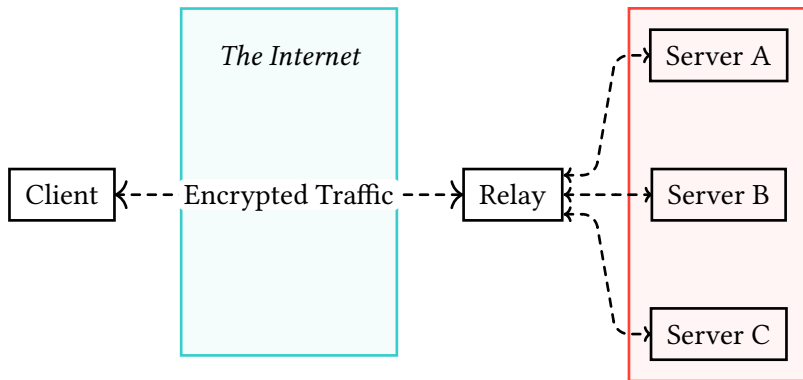 The Internet
Server A
Client
Encrypted Traffic
Relay
Server B
Server C